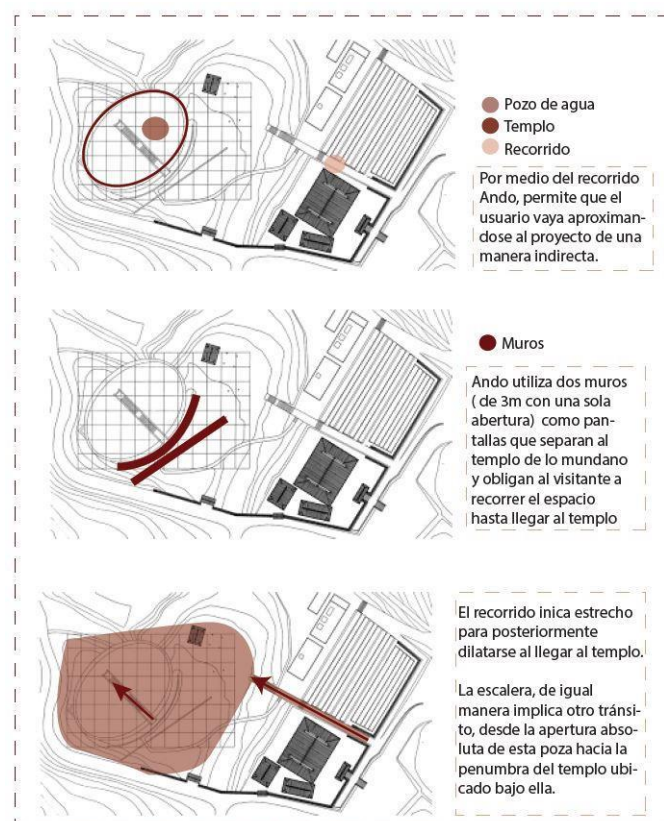 Pozo de agua
Templo
Recorrido
Por medio del recorrido
Ando, permite que el
usuario vaya aproximan-
dose al proyecto de una
manera indirecta.
Muros
Ando utiliza dos muros
( de 3m con una sola
abertura) como pan-
tallas que separan al
templo de lo mundano
y obligan al visitante a
recorrer el espacio
hasta llegar al templo
El recorrido inica estrecho
para posteriormente
dilatarse al llegar al templo.
La escalera, de igual
manera implica otro tránsi-
to, desde la apertura abso-
luta de esta poza hacia la
penumbra del templo ubi-
cado bajo ella.